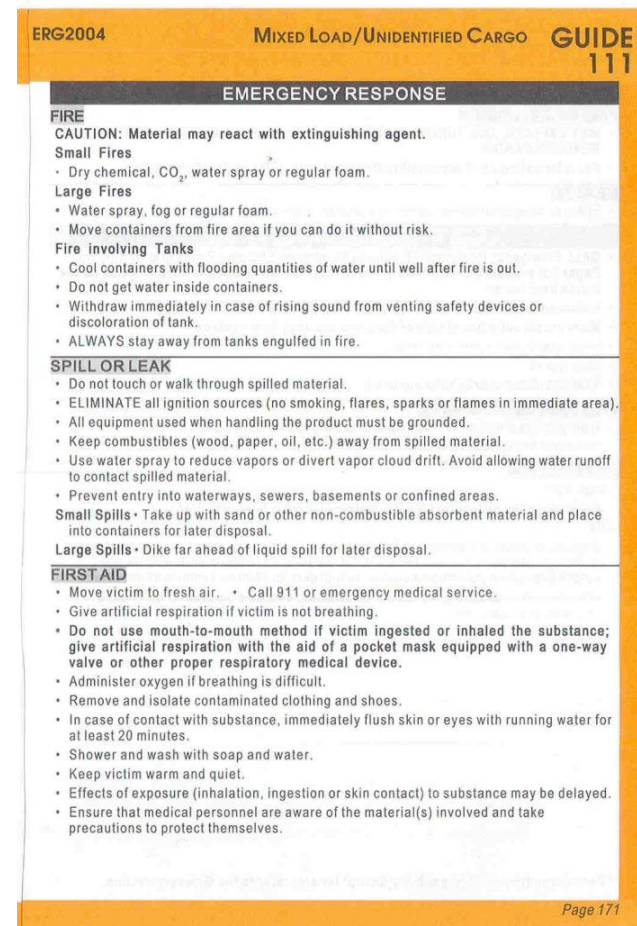 ERG2004 MIXED LOAD/UNIDENTIFIED CARGO GUIDE
111
EMERGENCY RESPONSE
FIRE
CAUTION: Material may react with extinguishing agent.
Small Fires
• Dry chemical, CO₂, water spray or regular foam.
Large Fires
• Water spray, fog or regular foam.
• Move containers from fire area if you can do it without risk.
Fire involving Tanks
• Cool containers with flooding quantities of water until well after fire is out.
• Do not get water inside containers.
• Withdraw immediately in case of rising sound from venting safety devices or
discoloration of tank.
• ALWAYS stay away from tanks engulfed in fire.
SPILL OR LEAK
• Do not touch or walk through spilled material.
• ELIMINATE all ignition sources (no smoking, flares, sparks or flames in immediate area).
• All equipment used when handling the product must be grounded.
• Keep combustibles (wood, paper, oil, etc.) away from spilled material.
• Use water spray to reduce vapors or divert vapor cloud drift. Avoid allowing water runoff
to contact spilled material.
• Prevent entry into waterways, sewers, basements or confined areas.
Small Spills • Take up with sand or other non-combustible absorbent material and place
into containers for later disposal.
Large Spills • Dike far ahead of liquid spill for later disposal.
FIRST AID
• Move victim to fresh air. • Call 911 or emergency medical service.
• Give artificial respiration if victim is not breathing.
• Do not use mouth-to-mouth method if victim ingested or inhaled the substance;
give artificial respiration with the aid of a pocket mask equipped with a one-way
valve or other proper respiratory medical device.
• Administer oxygen if breathing is difficult.
• Remove and isolate contaminated clothing and shoes.
• In case of contact with substance, immediately flush skin or eyes with running water for
at least 20 minutes.
• Shower and wash with soap and water.
• Keep victim warm and quiet.
• Effects of exposure (inhalation, ingestion or skin contact) to substance may be delayed.
• Ensure that medical personnel are aware of the material(s) involved and take
precautions to protect themselves.
Page 171